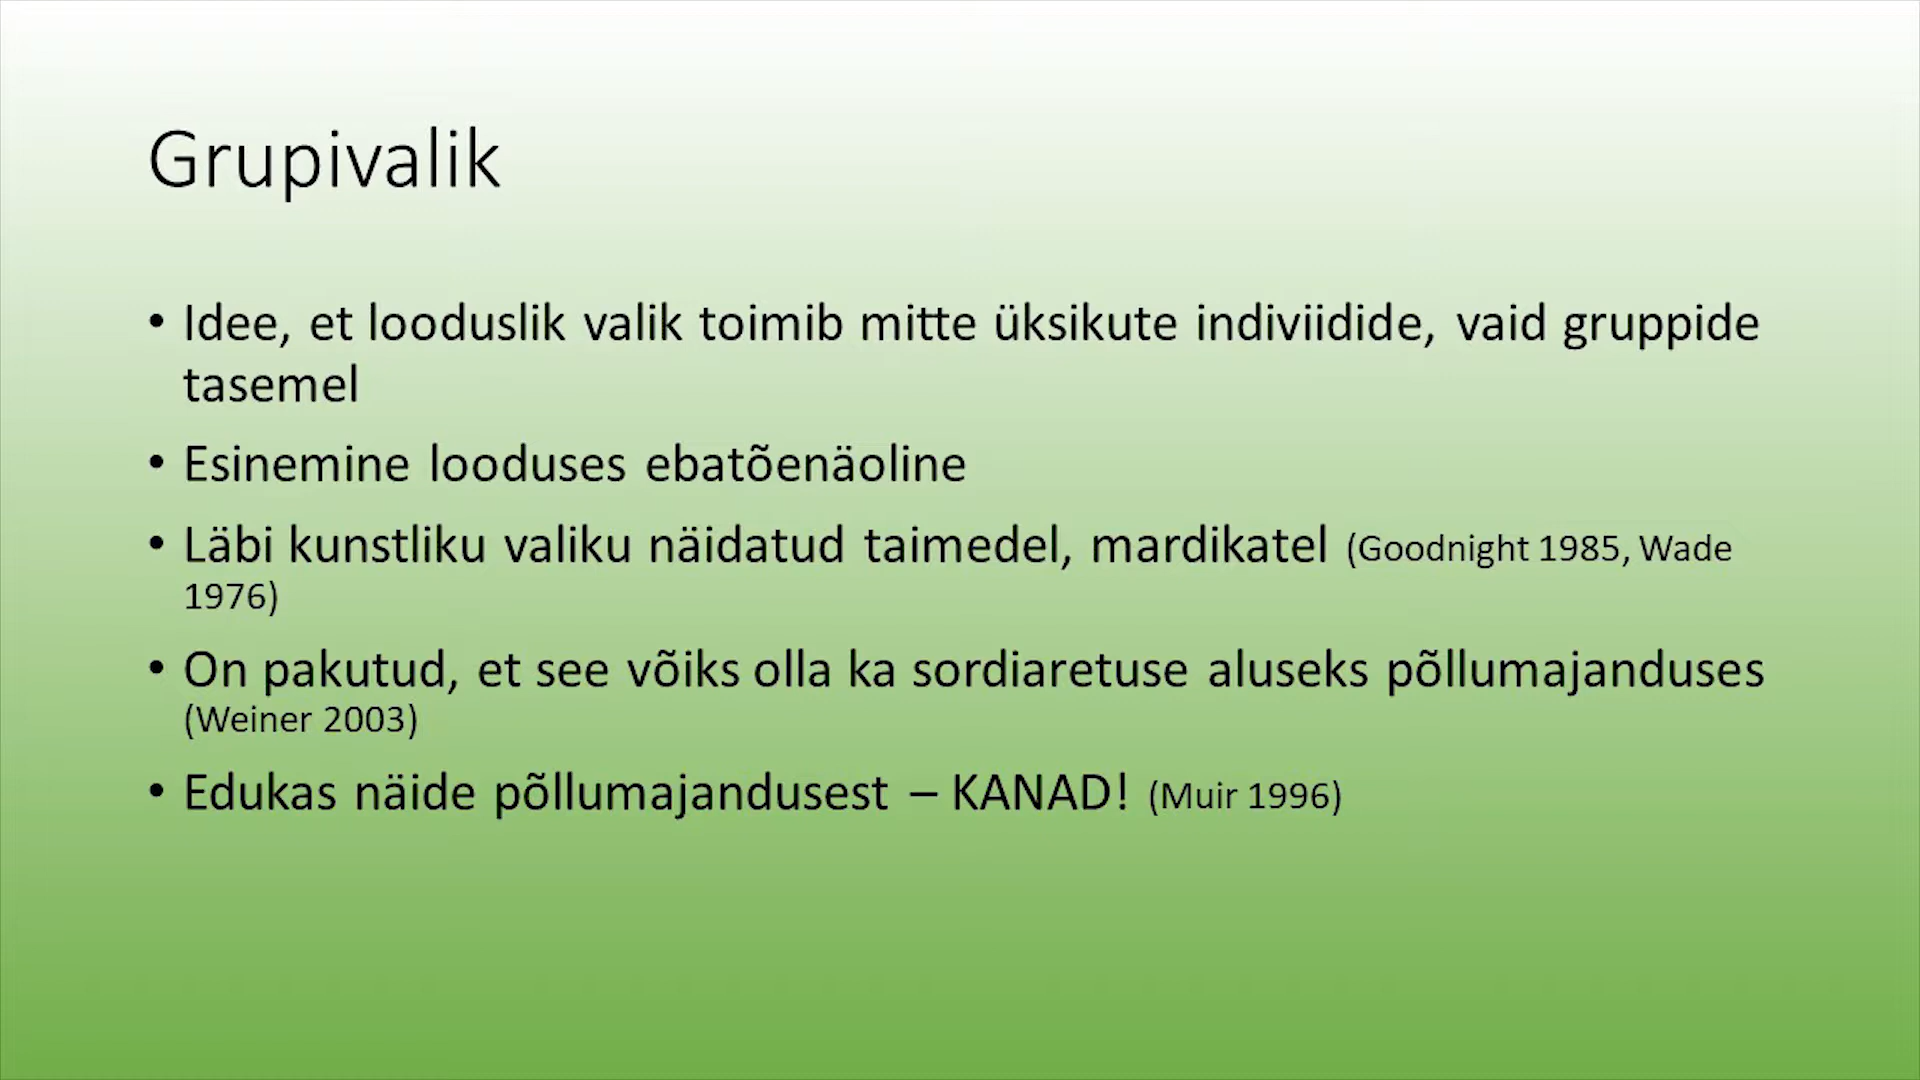 Grupivalik
• Idee, et looduslik valik toimib mitte üksikute indiviidide, vaid gruppide
tasemel
• Esinemine looduses ebatõenäoline
• Läbi kunstliku valiku näidatud taimedel, mardikatel (Goodnight 1985, Wade
1976)
• On pakutud, et see võiks olla ka sordiaretuse aluseks põllumajanduses
(Weiner 2003)
• Edukas näide põllumajandusest – KANAD! (Muir 1996)